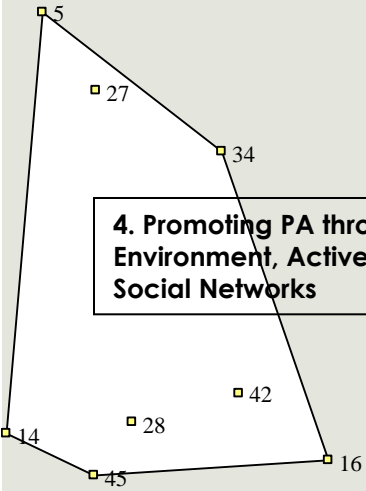 5
27
34
4. Promoting PA thro
Environment, Active
Social Networks
42
28
14
16
45